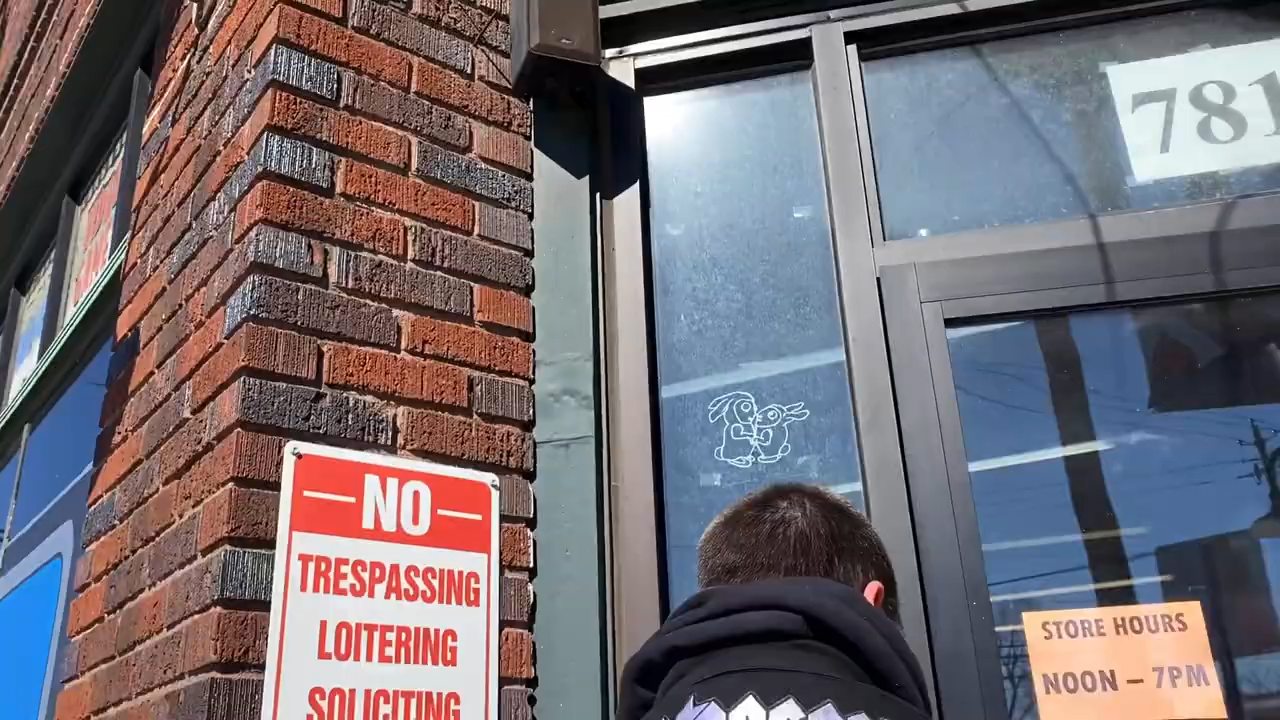 781
NO
TRESPASSING
LOITERING
SOLICITING
STORE HOURS
NOON – 7PM